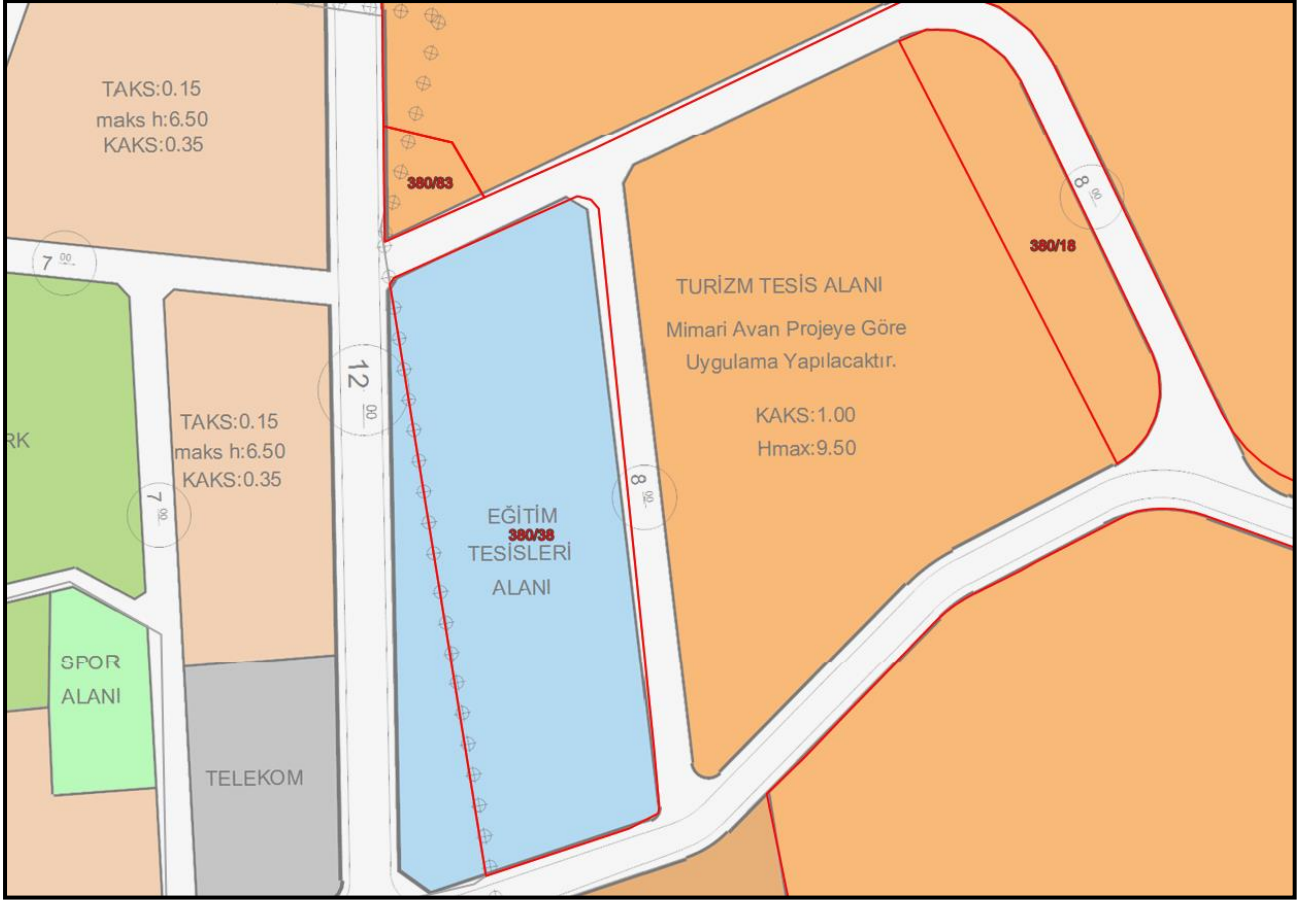 TAKS:0.15
maks h:6.50
KAKS:0.35
380/83
8 00
380/18
7 00
TURİZM TESİS ALANI
Mimari Avan Projeye Göre
Uygulama Yapılacaktır.
KAKS:1.00
Hmax:9.50
12 00
TAKS:0.15
maks h:6.50
KAKS:0.35
RK
7 00
8 00
EĞİTİM
380/38
TESİSLERİ
ALANI
SPOR
ALANI
TELEKOM